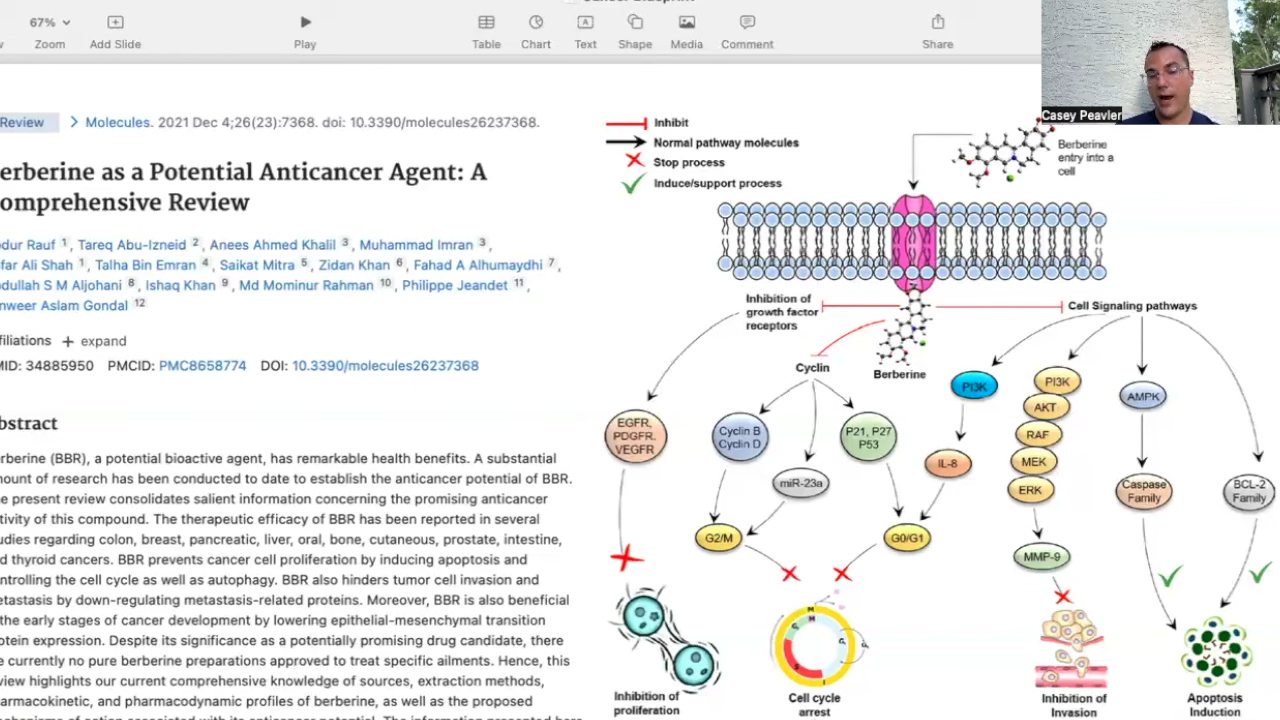 67%
Zoom
Add Slide
Play
Table
Chart
Text
Shape
Media
Comment
Share
Casey Peavler
Review
Molecules. 2021 Dec 4;26(23):7368. doi: 10.3390/molecules26237368.
erberine as a Potential Anticancer Agent: A
omprehensive Review
dur Rauf 1, Tareq Abu-Izneid 2, Anees Ahmed Khalil 3, Muhammad Imran 3,
far Ali Shah 1, Talha Bin Emran 4, Saikat Mitra 5, Zidan Khan 6, Fahad A Alhumaydhi 7,
dullah S M Aljohani 8, Ishaq Khan 9, Md Mominur Rahman 10, Philippe Jeandet 11,
nweer Aslam Gondal 12
filiations + expand
MID: 34885950 PMCID: PMC8658774 DOI: 10.3390/molecules26237368
bstract
erberine (BBR), a potential bioactive agent, has remarkable health benefits. A substantial
mount of research has been conducted to date to establish the anticancer potential of BBR.
e present review consolidates salient information concerning the promising anticancer
tivity of this compound. The therapeutic efficacy of BBR has been reported in several
udies regarding colon, breast, pancreatic, liver, oral, bone, cutaneous, prostate, intestine,
d thyroid cancers. BBR prevents cancer cell proliferation by inducing apoptosis and
ntrolling the cell cycle as well as autophagy. BBR also hinders tumor cell invasion and
etastasis by down-regulating metastasis-related proteins. Moreover, BBR is also beneficial
the early stages of cancer development by lowering epithelial-mesenchymal transition
otein expression. Despite its significance as a potentially promising drug candidate, there
e currently no pure berberine preparations approved to treat specific ailments. Hence, this
view highlights our current comprehensive knowledge of sources, extraction methods,
armacokinetic, and pharmacodynamic profiles of berberine, as well as the proposed
Inhibit
Normal pathway molecules
Stop process
Induce/support process
Berberine
entry into a
cell
Inhibition of
growth factor
receptors
Cell Signaling pathways
Cyclin
Berberine
EGFR,
PDGFR.
VEGFR
Cyclin B
Cyclin D
P21, P27
P53
miR-23a
G2/M
G0/G1
PI3K
IL-8
PI3K
AKT
RAF
MEK
ERK
MMP-9
AMPK
Caspase
Family
BCL-2
Family
Inhibition of
proliferation
Cell cycle
arrest
Inhibition of
Invasion
Apoptosis
Induction